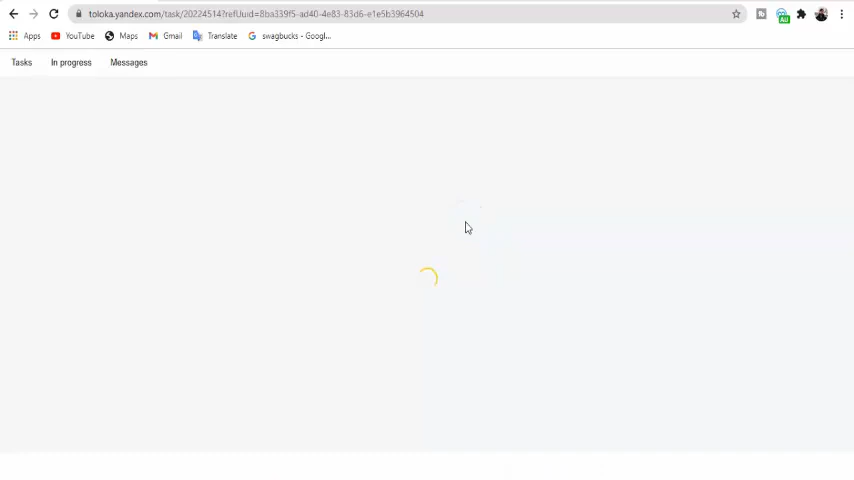 toloka.yandex.com/task/20224514?refUuid=8ba339f5-ad40-4e83-83d6-e1e5b3964504
AU
Apps YouTube Maps Gmail Translate swagbucks - Googl...
Tasks In progress Messages